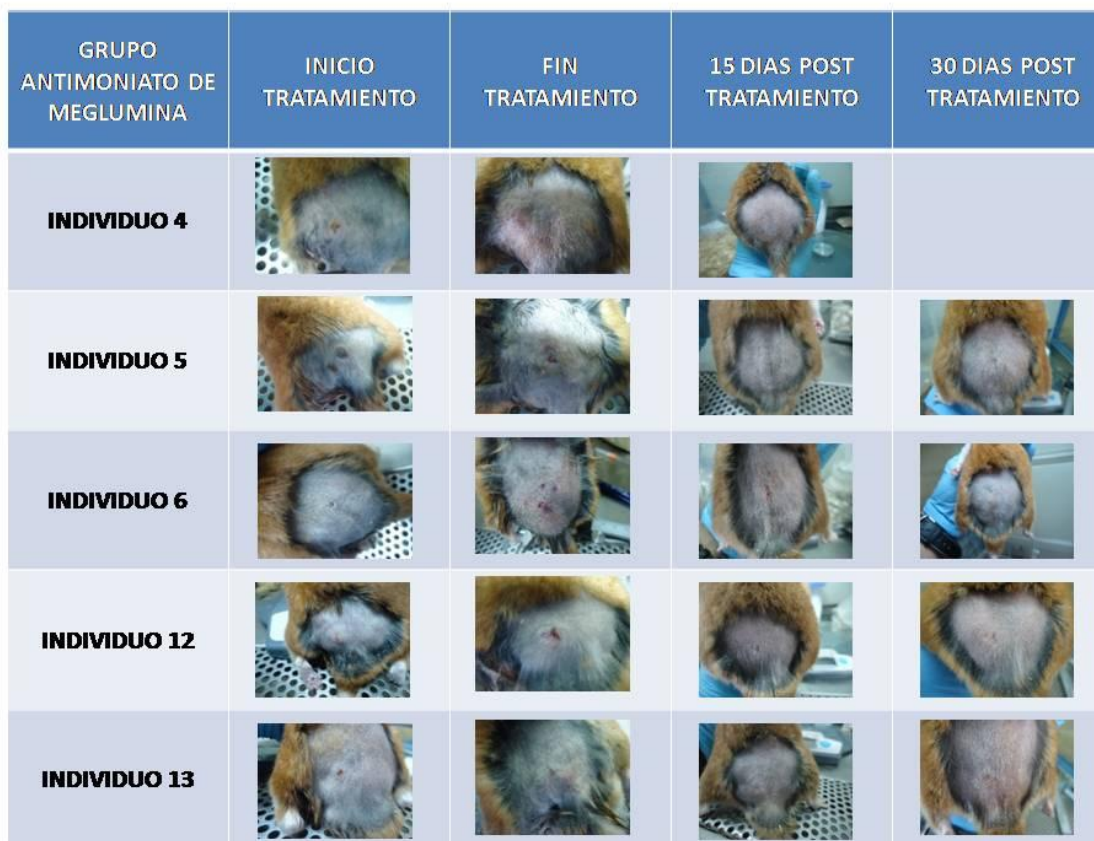 GRUPO
ANTIMONIATO DE
MEGLUMINA
INICIO
TRATAMIENTO
FIN
TRATAMIENTO
15 DIAS POST
TRATAMIENTO
30 DIAS POST
TRATAMIENTO
INDIVIDUO 4
INDIVIDUO 5
INDIVIDUO 6
INDIVIDUO 12
INDIVIDUO 13